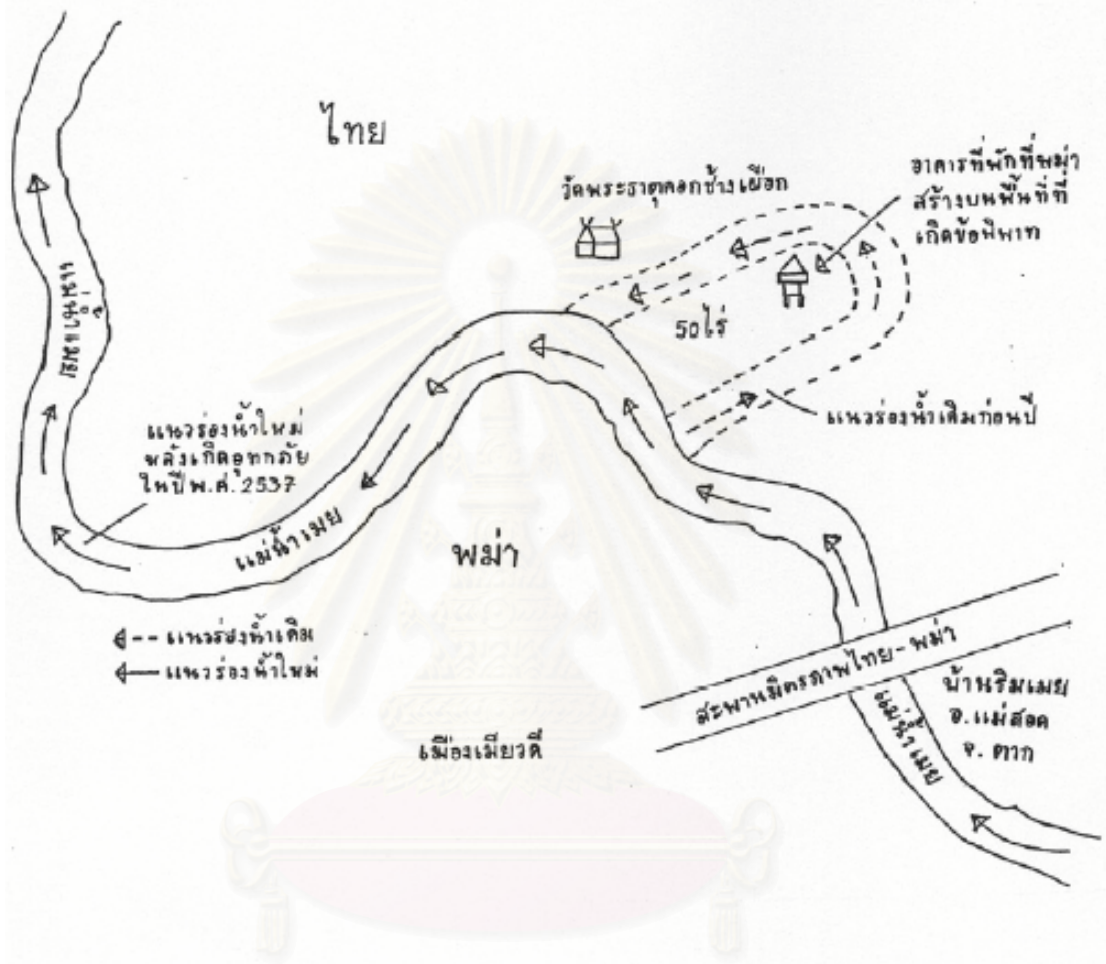 ไทย
วัดพระธาตุดอกช้างเผือก
อาคารที่พักที่พม่า
สร้างบนพื้นที่ที่
เกิดข้อพิพาท
50ไร่
แม่น้ำเมย
แนวร่องน้ำเดิมก่อนปี
แนวร่องน้ำใหม่
หลังเกิดอุทกภัย
ในปีพ.ศ. 2537
แม่น้ำเมย
พม่า
แนวร่องน้ำเดิม
แนวร่องน้ำใหม่
สะพานมิตรภาพไทย-พม่า
บ้านริมเมย
อ.แม่สอด
จ. ตาก
แม่น้ำเมย
เมืองเมียวดี